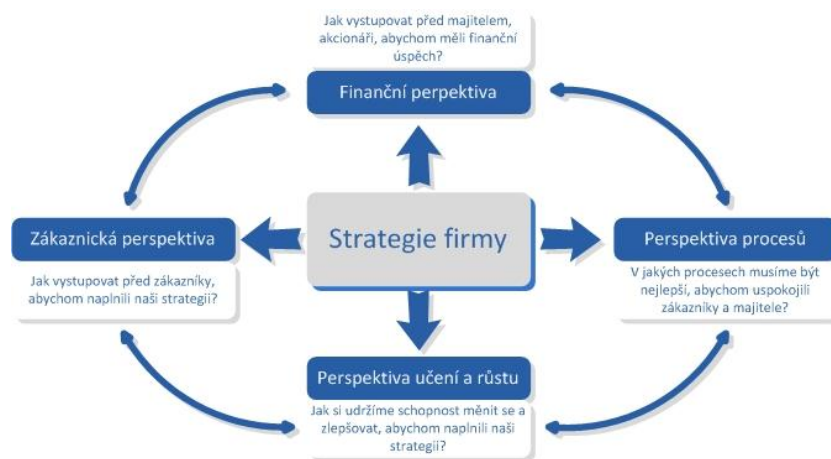 Jak vystupovat před majitelem,
akcionáři, abychom měli finanční
úspěch?
Finanční perpektiva
Zákaznická perspektiva
Jak vystupovat před zákazníky,
abychom naplnili naši strategii?
Strategie firmy
Perspektiva procesů
V jakých procesech musíme být
nejlepší, abychom uspokojili
zákazníky a majitele?
Perspektiva učení a růstu
Jak si udržíme schopnost měnit se a
zlepšovat, abychom naplnili naši
strategii?